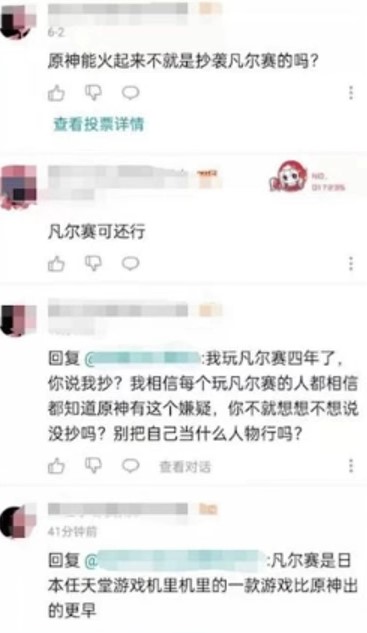 6-2
原神能火起来不就是抄袭凡尔赛的吗?
查看投票详情
NO.
017235
凡尔赛可还行
回复 @:我玩凡尔赛四年了,
你说我抄?我相信每个玩凡尔赛的人都相信
都知道原神有这个嫌疑,你不就想想不想说
没抄吗?别把自己当什么人物行吗?
查看对话
41分钟前
回复 @:凡尔赛是日
本任天堂游戏机里机里的一款游戏比原神出
的更早